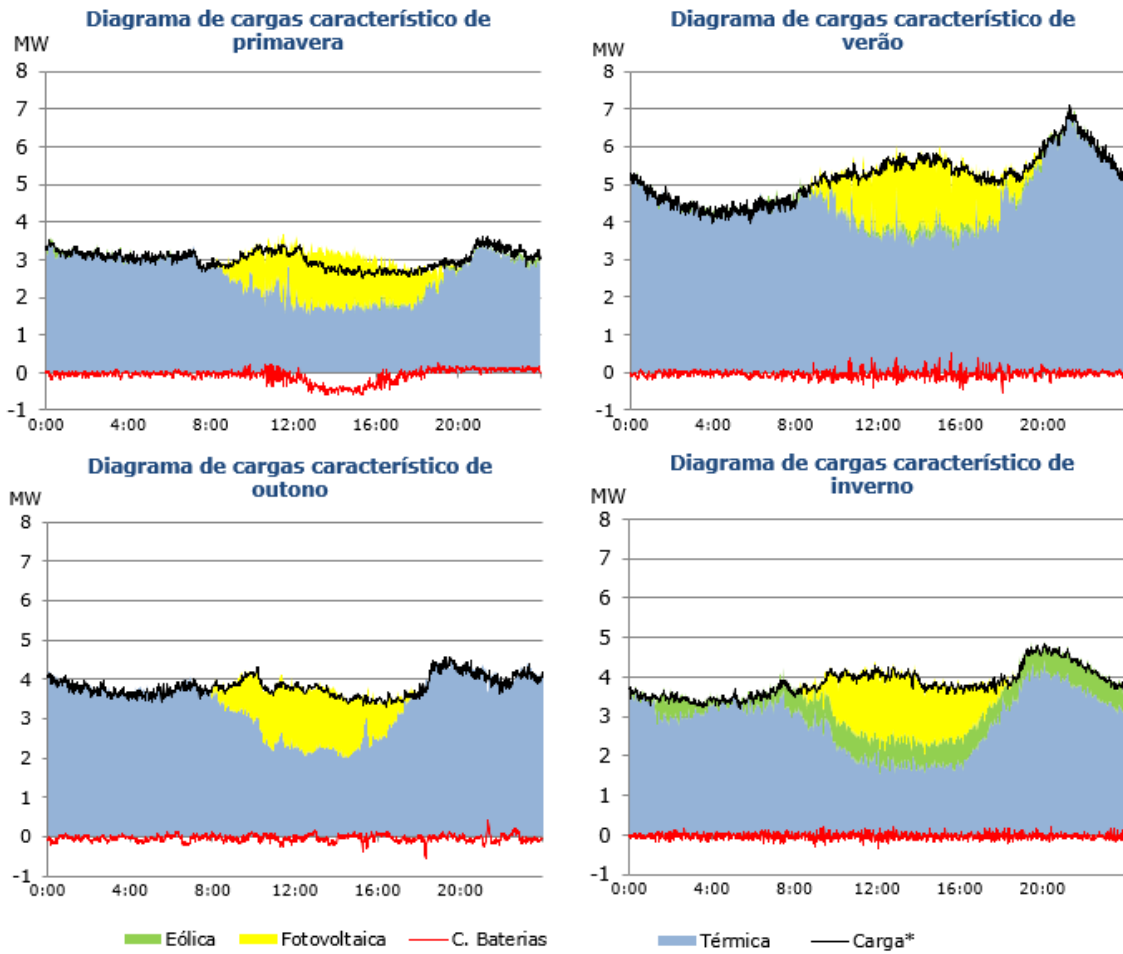 Diagrama de cargas característico de
primavera
MW
8
7
6
5
4
3
2
1
0
-1
0:00 4:00 8:00 12:00 16:00 20:00
Diagrama de cargas característico de
verão
MW
8
7
6
5
4
3
2
1
0
-1
0:00 4:00 8:00 12:00 16:00 20:00
Diagrama de cargas característico de
outono
MW
8
7
6
5
4
3
2
1
0
-1
0:00 4:00 8:00 12:00 16:00 20:00
Diagrama de cargas característico de
inverno
MW
8
7
6
5
4
3
2
1
0
-1
0:00 4:00 8:00 12:00 16:00 20:00
Eólica Fotovoltaica C. Baterias Térmica Carga*